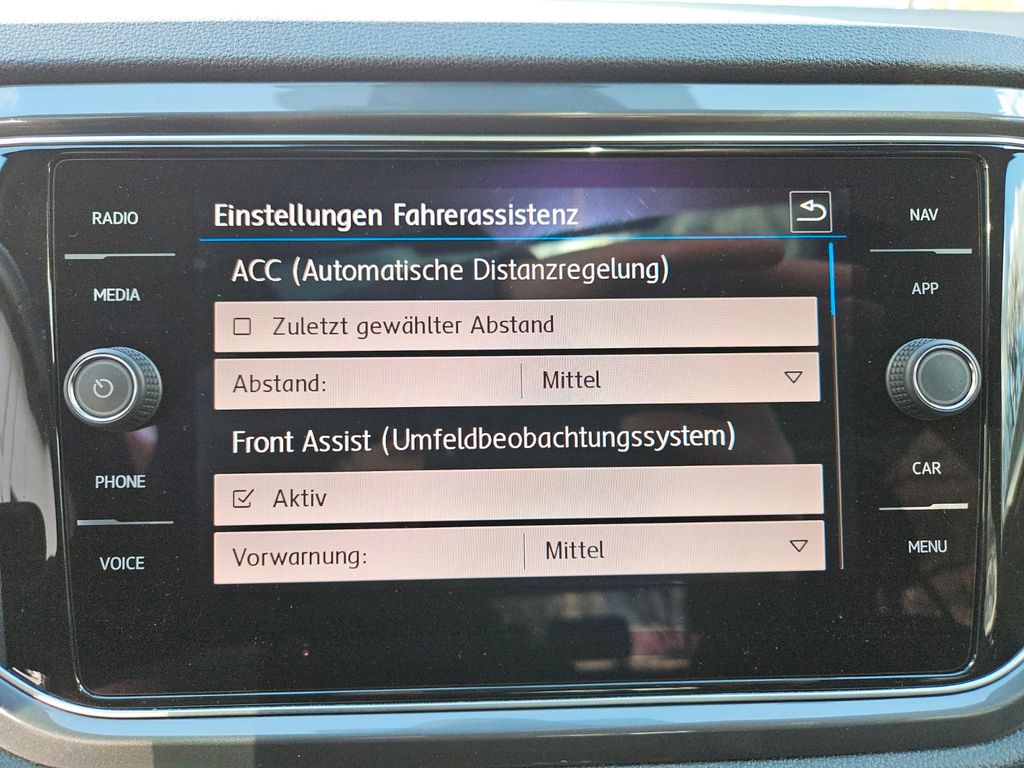 RADIO
MEDIA
PHONE
VOICE
Einstellungen Fahrerassistenz
ACC (Automatische Distanzregelung)
Zuletzt gewählter Abstand
Abstand: Mittel
Front Assist (Umfeldbeobachtungssystem)
Aktiv
Vorwarnung: Mittel
NAV
APP
CAR
MENU